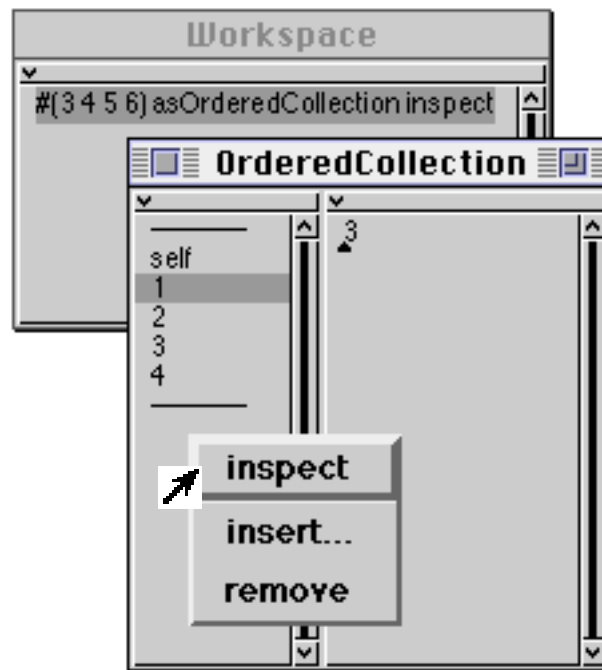 Workspace
#(3 4 5 6) asOrderedCollection inspect
OrderedCollection
self
1
2
3
4
3
inspect
insert...
remove